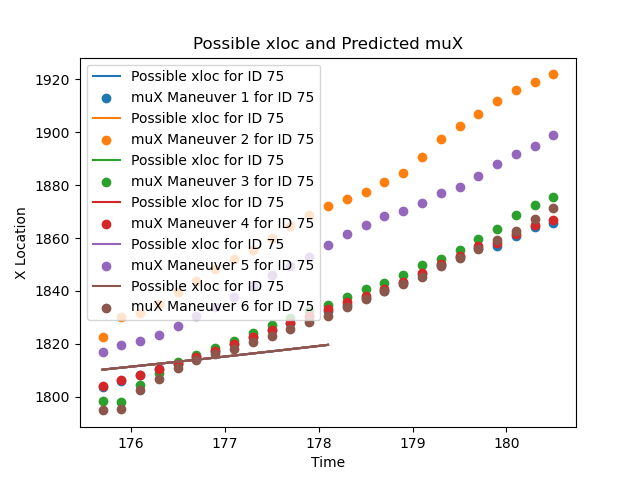 Possible xloc and Predicted muX
X Location
1920
1900
1880
1860
1840
1820
1800
Possible xloc for ID 75
muX Maneuver 1 for ID 75
Possible xloc for ID 75
muX Maneuver 2 for ID 75
Possible xloc for ID 75
muX Maneuver 3 for ID 75
Possible xloc for ID 75
muX Maneuver 4 for ID 75
Possible xloc for ID 75
muX Maneuver 5 for ID 75
Possible xloc for ID 75
muX Maneuver 6 for ID 75
176 177 178 179 180
Time